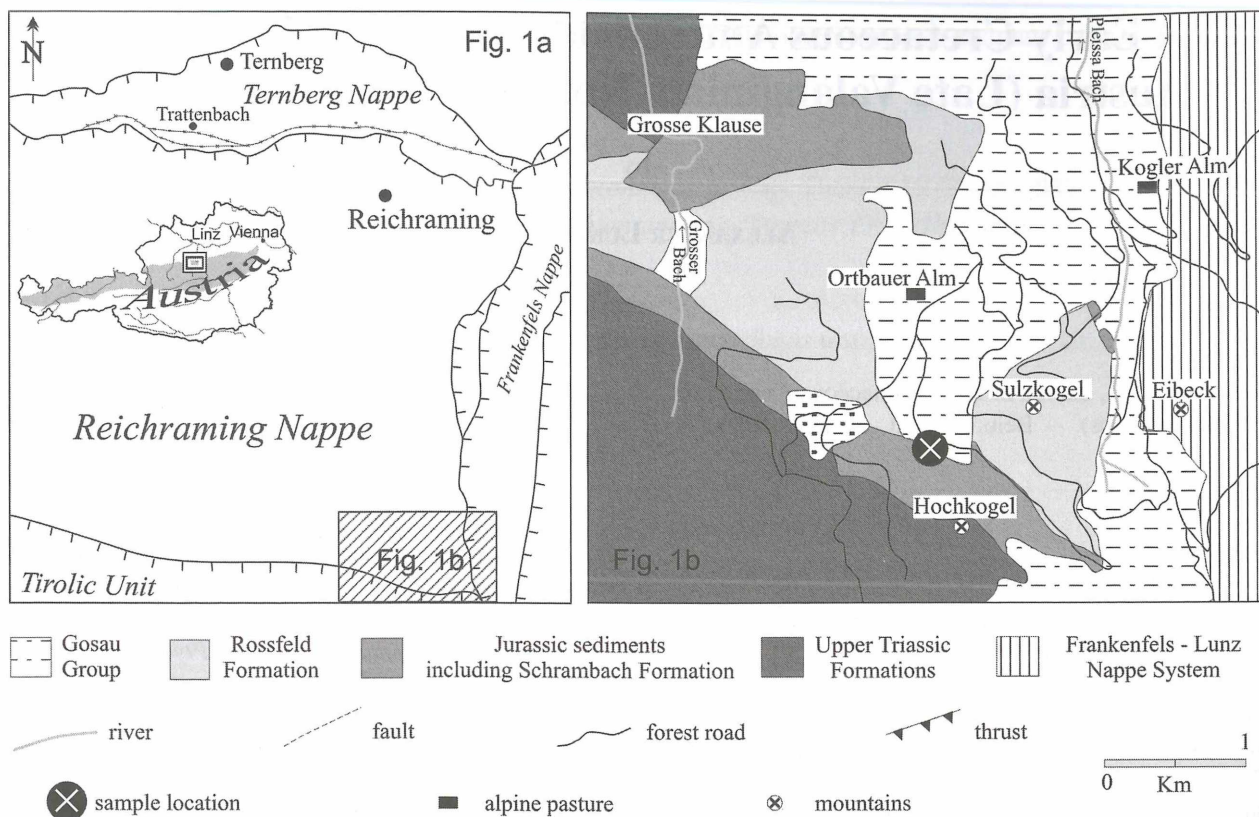 Fig. 1a
N
Ternberg
Ternberg Nappe
Trattenbach
Reichraming
Linz Vienna
Austria
Frankenfels Nappe
Reichraming Nappe
Fig. 1b
Tirolic Unit
Pleissa Bach
Grosse Klause
Kogler Alm
Grosser
Bach
Ortbauer Alm
Sulzkogel
Eibeck
Hochkogel
Fig. 1b
Gosau
Group
Rossfeld
Formation
Jurassic sediments
including Schrambach Formation
Upper Triassic
Formations
Frankenfels - Lunz
Nappe System
river
fault
forest road
thrust
1
0 Km
sample location
alpine pasture
mountains